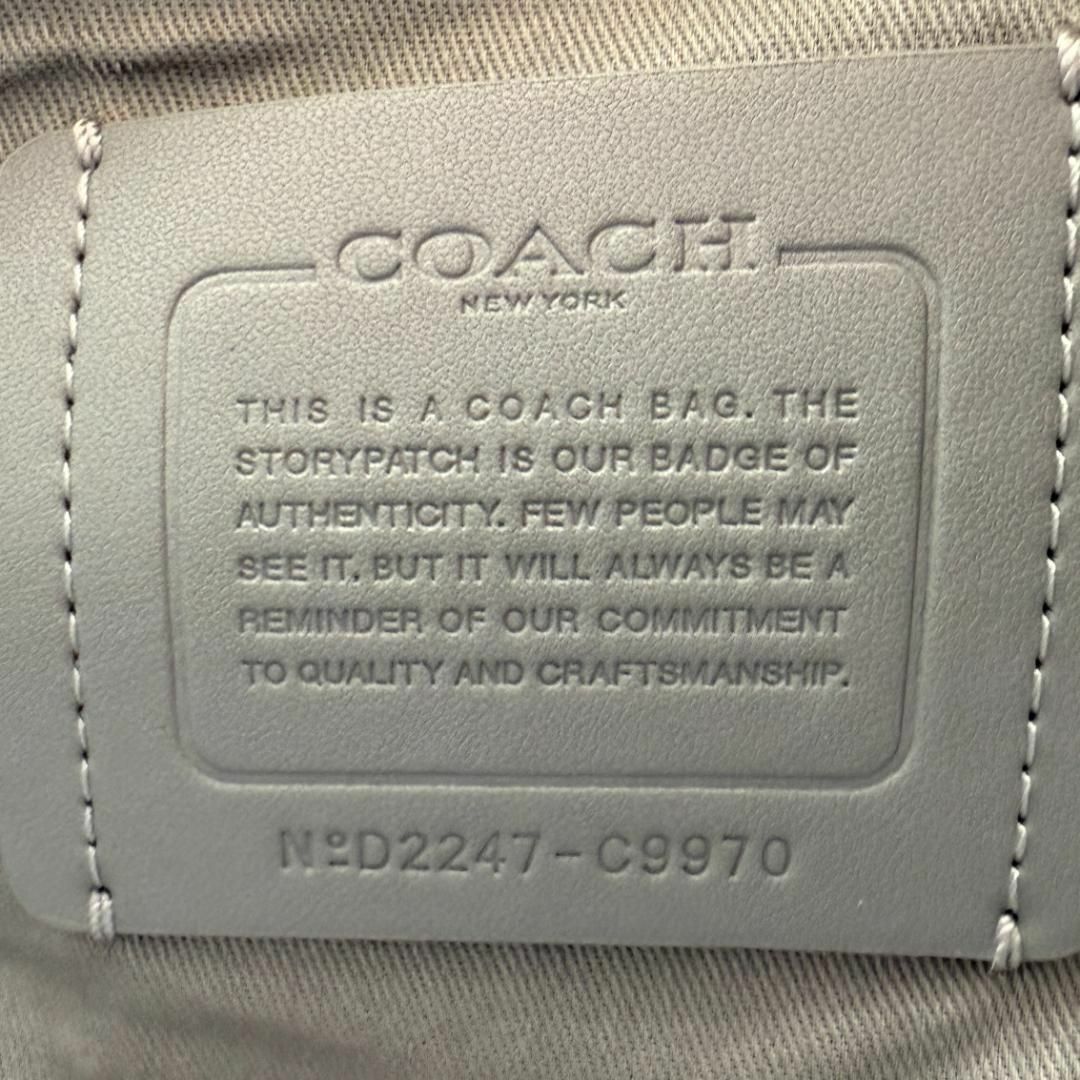 COACH
NEW YORK
THIS IS A COACH BAG. THE
STORYPATCH IS OUR BADGE OF
AUTHENTICITY. FEW PEOPLE MAY
SEE IT, BUT IT WILL ALWAYS BE A
REMINDER OF OUR COMMITMENT
TO QUALITY AND CRAFTSMANSHIP.
NºD2247-C9970